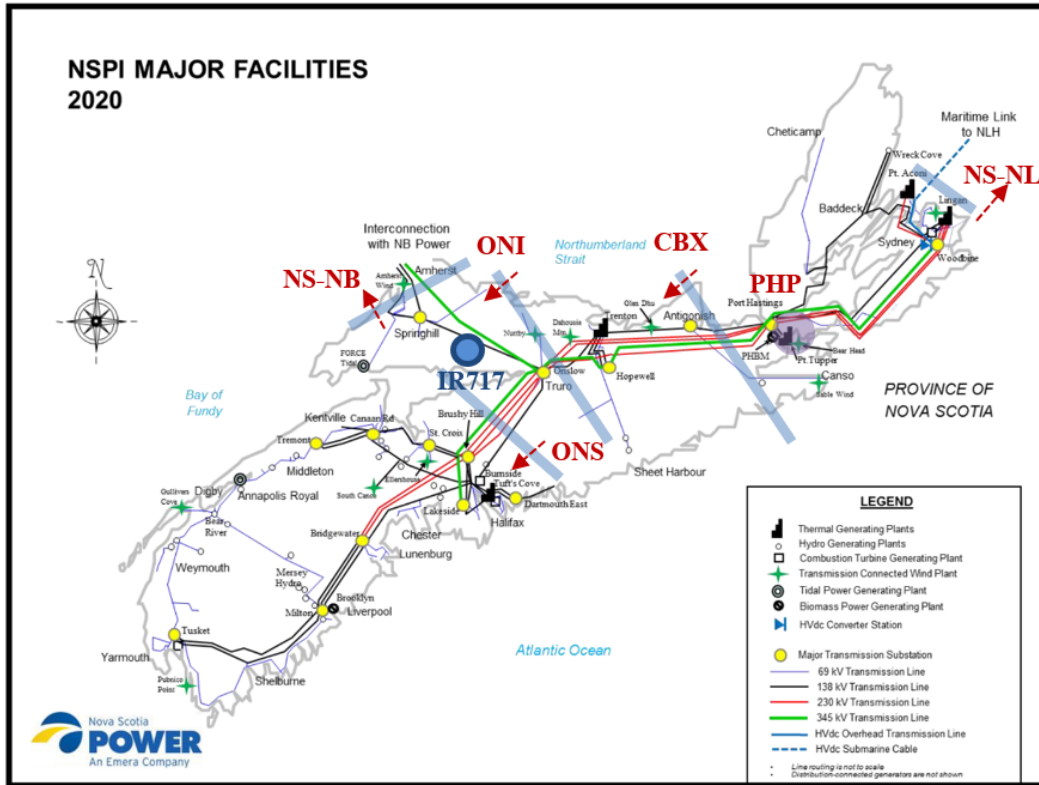 NSPI MAJOR FACILITIES
2020
Maritime Link
to NLH
Cheticamp
Wreck Cove
Pt. Aconi
NS-NL
Lingan
Baddeck
Sydney
Woodbine
Interconnection
with NB Power
Amherst
Amherst
Wind
NS-NB
ONI
Northumberland
Strait
CBX
PHP
Port Hastings
N
Springhill
Nuttby
Dalhousie
Mtn
Glen Dhu
Trenton
Antigonish
PHBM
Bear Head
Pt.Tupper
FORCE
Tidal
IR717
Onslow
Truro
Hopewell
Canso
Sable Wind
PROVINCE OF
NOVA SCOTIA
Bay of
Fundy
Kentville
Canaan Rd
Brushy Hill
St. Croix
Tremont
Middleton
ONS
Sheet Harbour
Ellershouse
South Canoe
Burnside
Tuft's Cove
Dartmouth East
Halifax
Lakeside
Gullivers
Cove
Digby
Annapolis Royal
Bear
River
Chester
Bridgewater
Lunenburg
Weymouth
Mersey
Hydro
Brooklyn
Milton
Liverpool
Tusket
Yarmouth
Shelburne
Pubnico
Point
Atlantic Ocean
LEGEND
Thermal Generating Plants
Hydro Generating Plants
Combustion Turbine Generating Plant
Transmission Connected Wind Plant
Tidal Power Generating Plant
Biomass Power Generating Plant
HVdc Converter Station
Major Transmission Substation
69 kV Transmission Line
138 kV Transmission Line
230 kV Transmission Line
345 kV Transmission Line
HVdc Overhead Transmission Line
HVdc Submarine Cable
• Line routing is not to scale
• Distribution-connected generators are not shown
Nova Scotia
POWER
An Emera Company